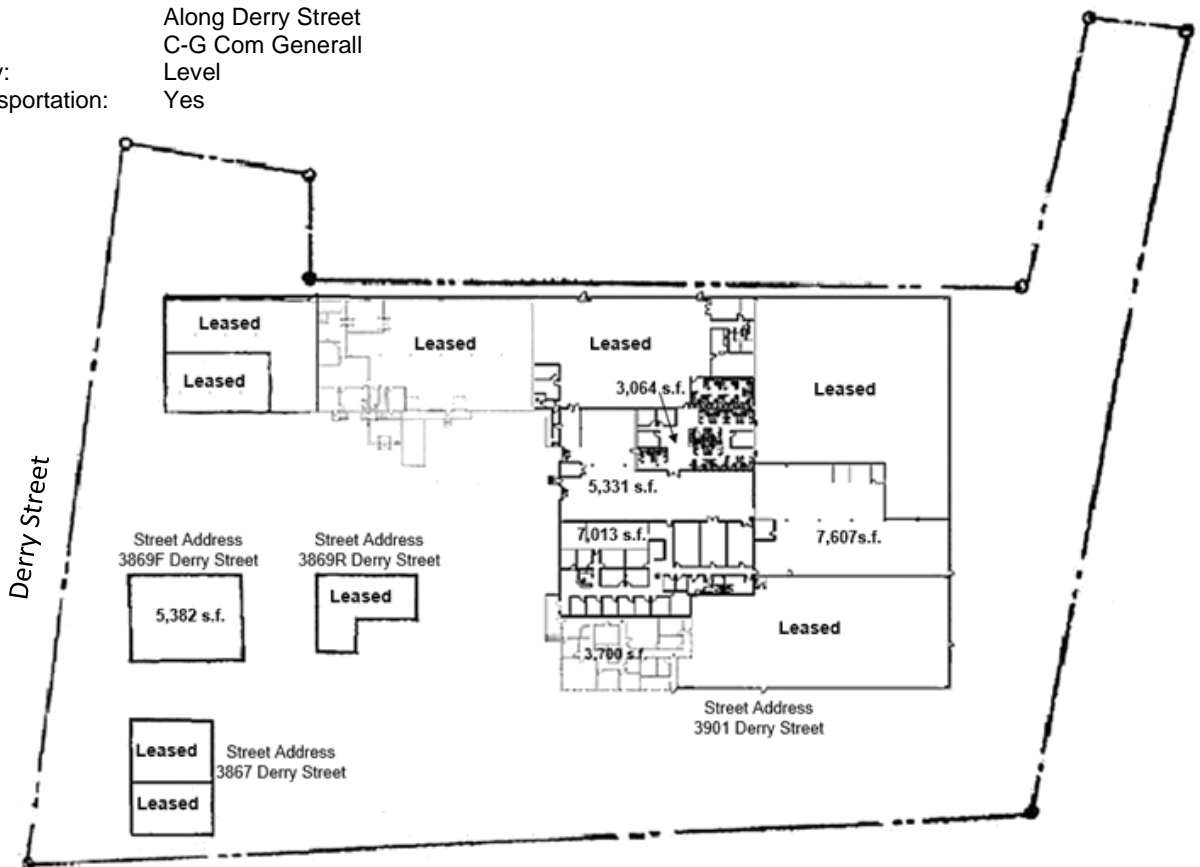 Along Derry Street
C-G Com Generall
y: Level
sportation: Yes
Leased
Leased
Leased
Leased
3,064 s.f.
Leased
5,331 s.f.
7,013 s.f.
7,607s.f.
Derry Street
Street Address
3869F Derry Street
5,382 s.f.
Street Address
3869R Derry Street
Leased
Leased
3,700 s.f.
Street Address
3901 Derry Street
Leased
Street Address
3867 Derry Street
Leased